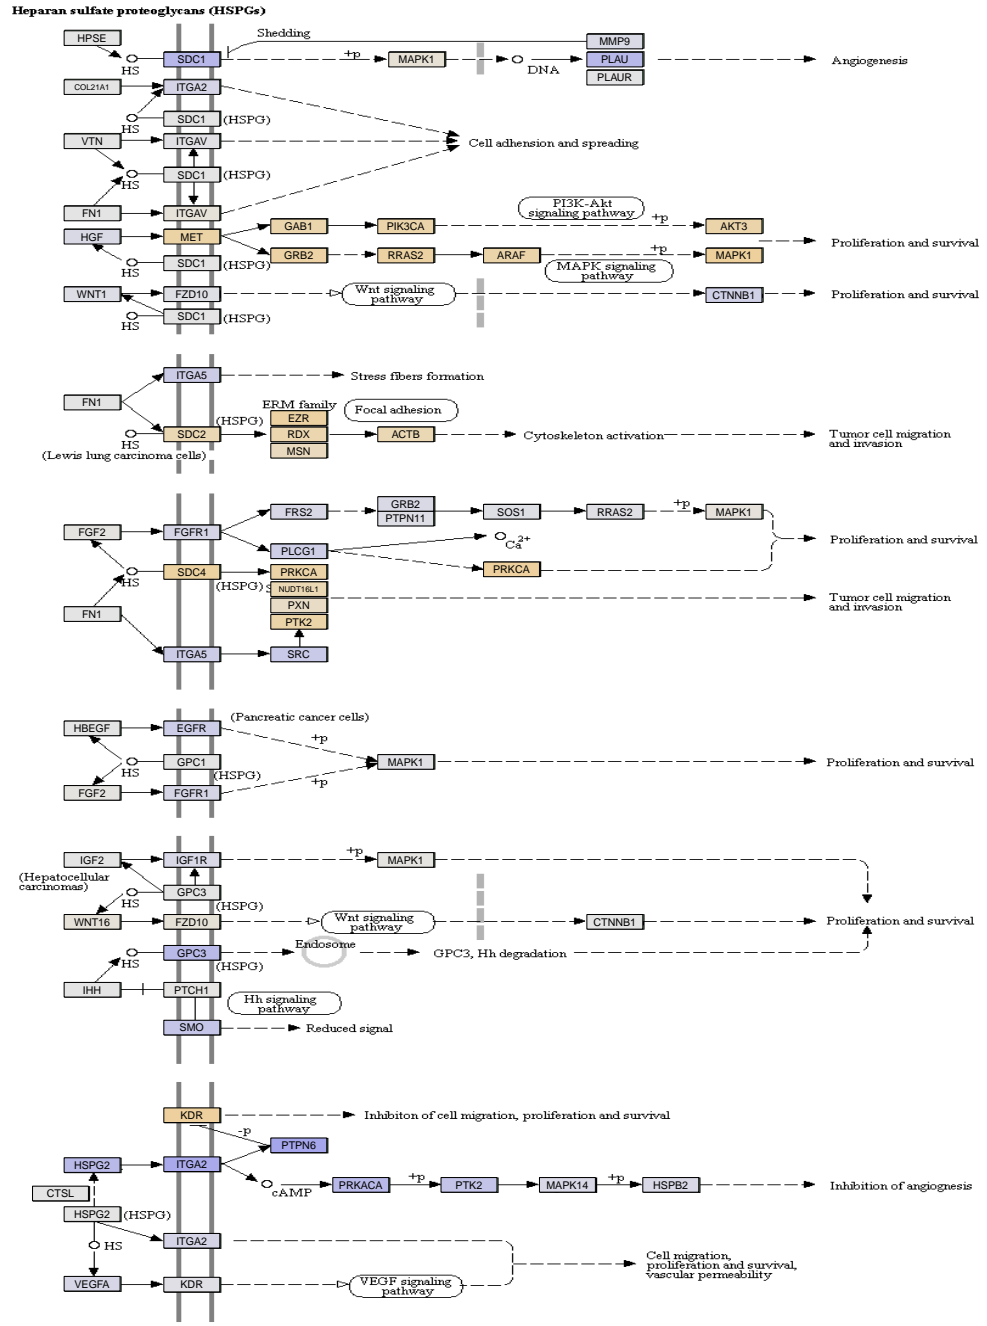 Heparan sulfate proteoglycans (HSPGs)
HPSE
Shedding
MMP9
HS
SDC1
+p
MAPK1
DNA
PLAU
Angiogenesis
PLAUR
COL21A1
ITGA2
HS
SDC1
(HSPG)
VTN
ITGAV
Cell adhension and spreading
HS
SDC1
(HSPG)
FN1
ITGAV
PI3K-Akt
signaling pathway
HGF
MET
GAB1
PIK3CA
+p
AKT3
Proliferation and survival
HS
SDC1
(HSPG)
GRB2
RRAS2
ARAF
+p
MAPK1
MAPK signaling
pathway
WNT1
FZD10
Wnt signaling
pathway
CTNNB1
Proliferation and survival
HS
SDC1
(HSPG)
ITGA5
Stress fibers formation
FN1
ERM family
Focal adhesion
(HSPG)
EZR
HS
SDC2
RDX
ACTB
Cytoskeleton activation
Tumor cell migration
and invasion
(Lewis lung carcinoma cells)
MSN
FGF2
FGFR1
FRS2
GRB2
PTPN11
SOS1
RRAS2
+p
MAPK1
Proliferation and survival
PLCG1
Ca2+
PRKCA
HS
SDC4
(HSPG)
PRKCA
NUDT16L1
PXN
PTK2
Tumor cell migration
and invasion
FN1
ITGA5
SRC
HBEGF
EGFR
(Pancreatic cancer cells)
+p
HS
GPC1
(HSPG)
MAPK1
Proliferation and survival
FGF2
FGFR1
+p
IGF2
IGF1R
+p
MAPK1
(Hepatocellular
carcinomas)
HS
GPC3
(HSPG)
WNT16
FZD10
Wnt signaling
pathway
CTNNB1
Proliferation and survival
HS
GPC3
(HSPG)
Endosome
GPC3, Hh degradation
IHH
PTCH1
Hh signaling
pathway
SMO
Reduced signal
KDR
Inhibiton of cell migration, proliferation and survival
-p
PTPN6
HSPG2
ITGA2
cAMP
PRKACA
+p
PTK2
MAPK14
+p
HSPB2
Inhibition of angiognesis
CTSL
HSPG2
(HSPG)
HS
ITGA2
Cell migration,
proliferation and survival,
vascular permeability
VEGFA
KDR
VEGF signaling
pathway